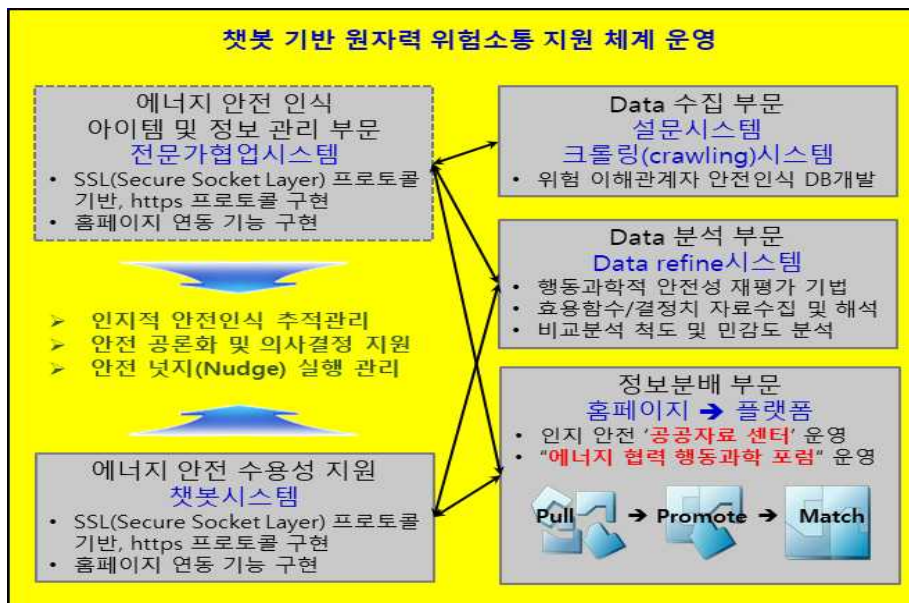 챗봇 기반 원자력 위험소통 지원 체계 운영
에너지 안전 인식
아이템 및 정보 관리 부문
전문가협업시스템
• SSL(Secure Socket Layer) 프로토콜
기반, https 프로토콜 구현
• 홈페이지 연동 기능 구현
➢ 인지적 안전인식 추적관리
➢ 안전 공론화 및 의사결정 지원
➢ 안전 넛지(Nudge) 실행 관리
에너지 안전 수용성 지원
챗봇시스템
• SSL(Secure Socket Layer) 프로토콜
기반, https 프로토콜 구현
• 홈페이지 연동 기능 구현
Data 수집 부문
설문시스템
크롤링(crawling)시스템
• 위험 이해관계자 안전인식 DB개발
Data 분석 부문
Data refine시스템
• 행동과학적 안전성 재평가 기법
• 효용함수/결정치 자료수집 및 해석
• 비교분석 척도 및 민감도 분석
정보분배 부문
홈페이지 ➔ 플랫폼
• 인지 안전 ‘공공자료 센터’ 운영
• “에너지 협력 행동과학 포럼” 운영
Pull ➔ Promote ➔ Match